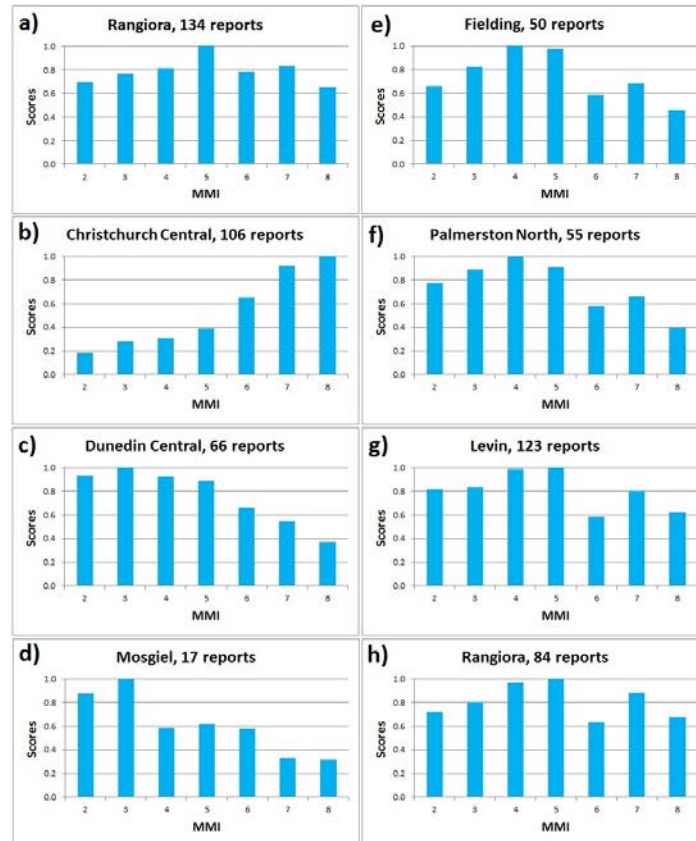 a) Rangiora, 134 reports
1.0
0.8
0.6
0.4
0.2
0.0
Scores
2 3 4 5 6 7 8
MMI
b) Christchurch Central, 106 reports
1.0
0.8
0.6
0.4
0.2
0.0
Scores
2 3 4 5 6 7 8
MMI
c) Dunedin Central, 66 reports
1.0
0.8
0.6
0.4
0.2
0.0
Scores
2 3 4 5 6 7 8
MMI
d) Mosgiel, 17 reports
1.0
0.8
0.6
0.4
0.2
0.0
Scores
2 3 4 5 6 7 8
MMI
e) Fielding, 50 reports
1.0
0.8
0.6
0.4
0.2
0.0
Scores
2 3 4 5 6 7 8
MMI
f) Palmerston North, 55 reports
1.0
0.8
0.6
0.4
0.2
0.0
Scores
2 3 4 5 6 7 8
MMI
g) Levin, 123 reports
1.0
0.8
0.6
0.4
0.2
0.0
Scores
2 3 4 5 6 7 8
MMI
h) Rangiora, 84 reports
1.0
0.8
0.6
0.4
0.2
0.0
Scores
2 3 4 5 6 7 8
MMI